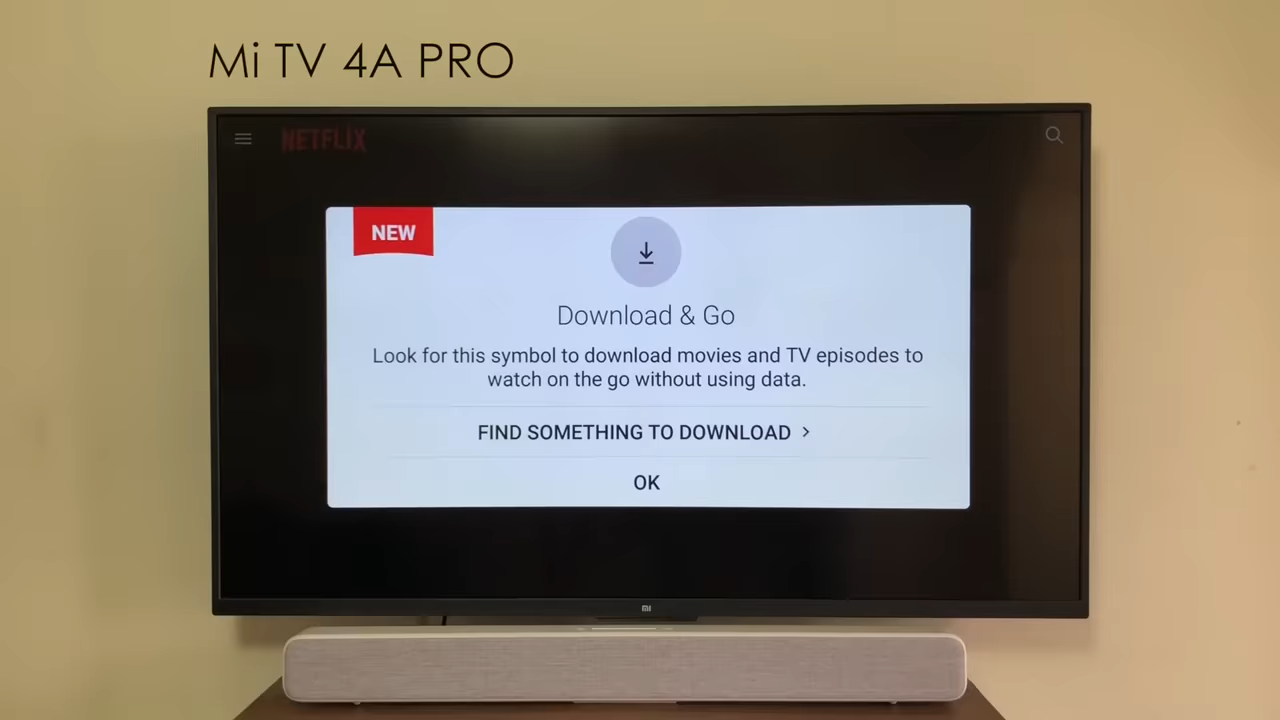 Mi TV 4A PRO
NETFLIX
NEW
Download & Go
Look for this symbol to download movies and TV episodes to
watch on the go without using data.
FIND SOMETHING TO DOWNLOAD
OK
mi